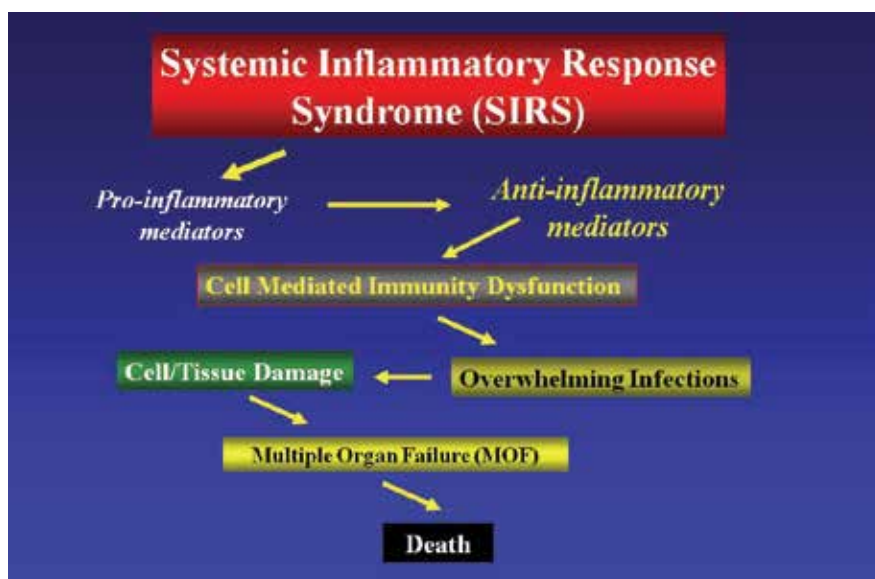 Systemic Inflammatory Response
Syndrome (SIRS)
Pro-inflammatory
mediators
Anti-inflammatory
mediators
Cell Mediated Immunity Dysfunction
Cell/Tissue Damage
Overwhelming Infections
Multiple Organ Failure (MOF)
Death